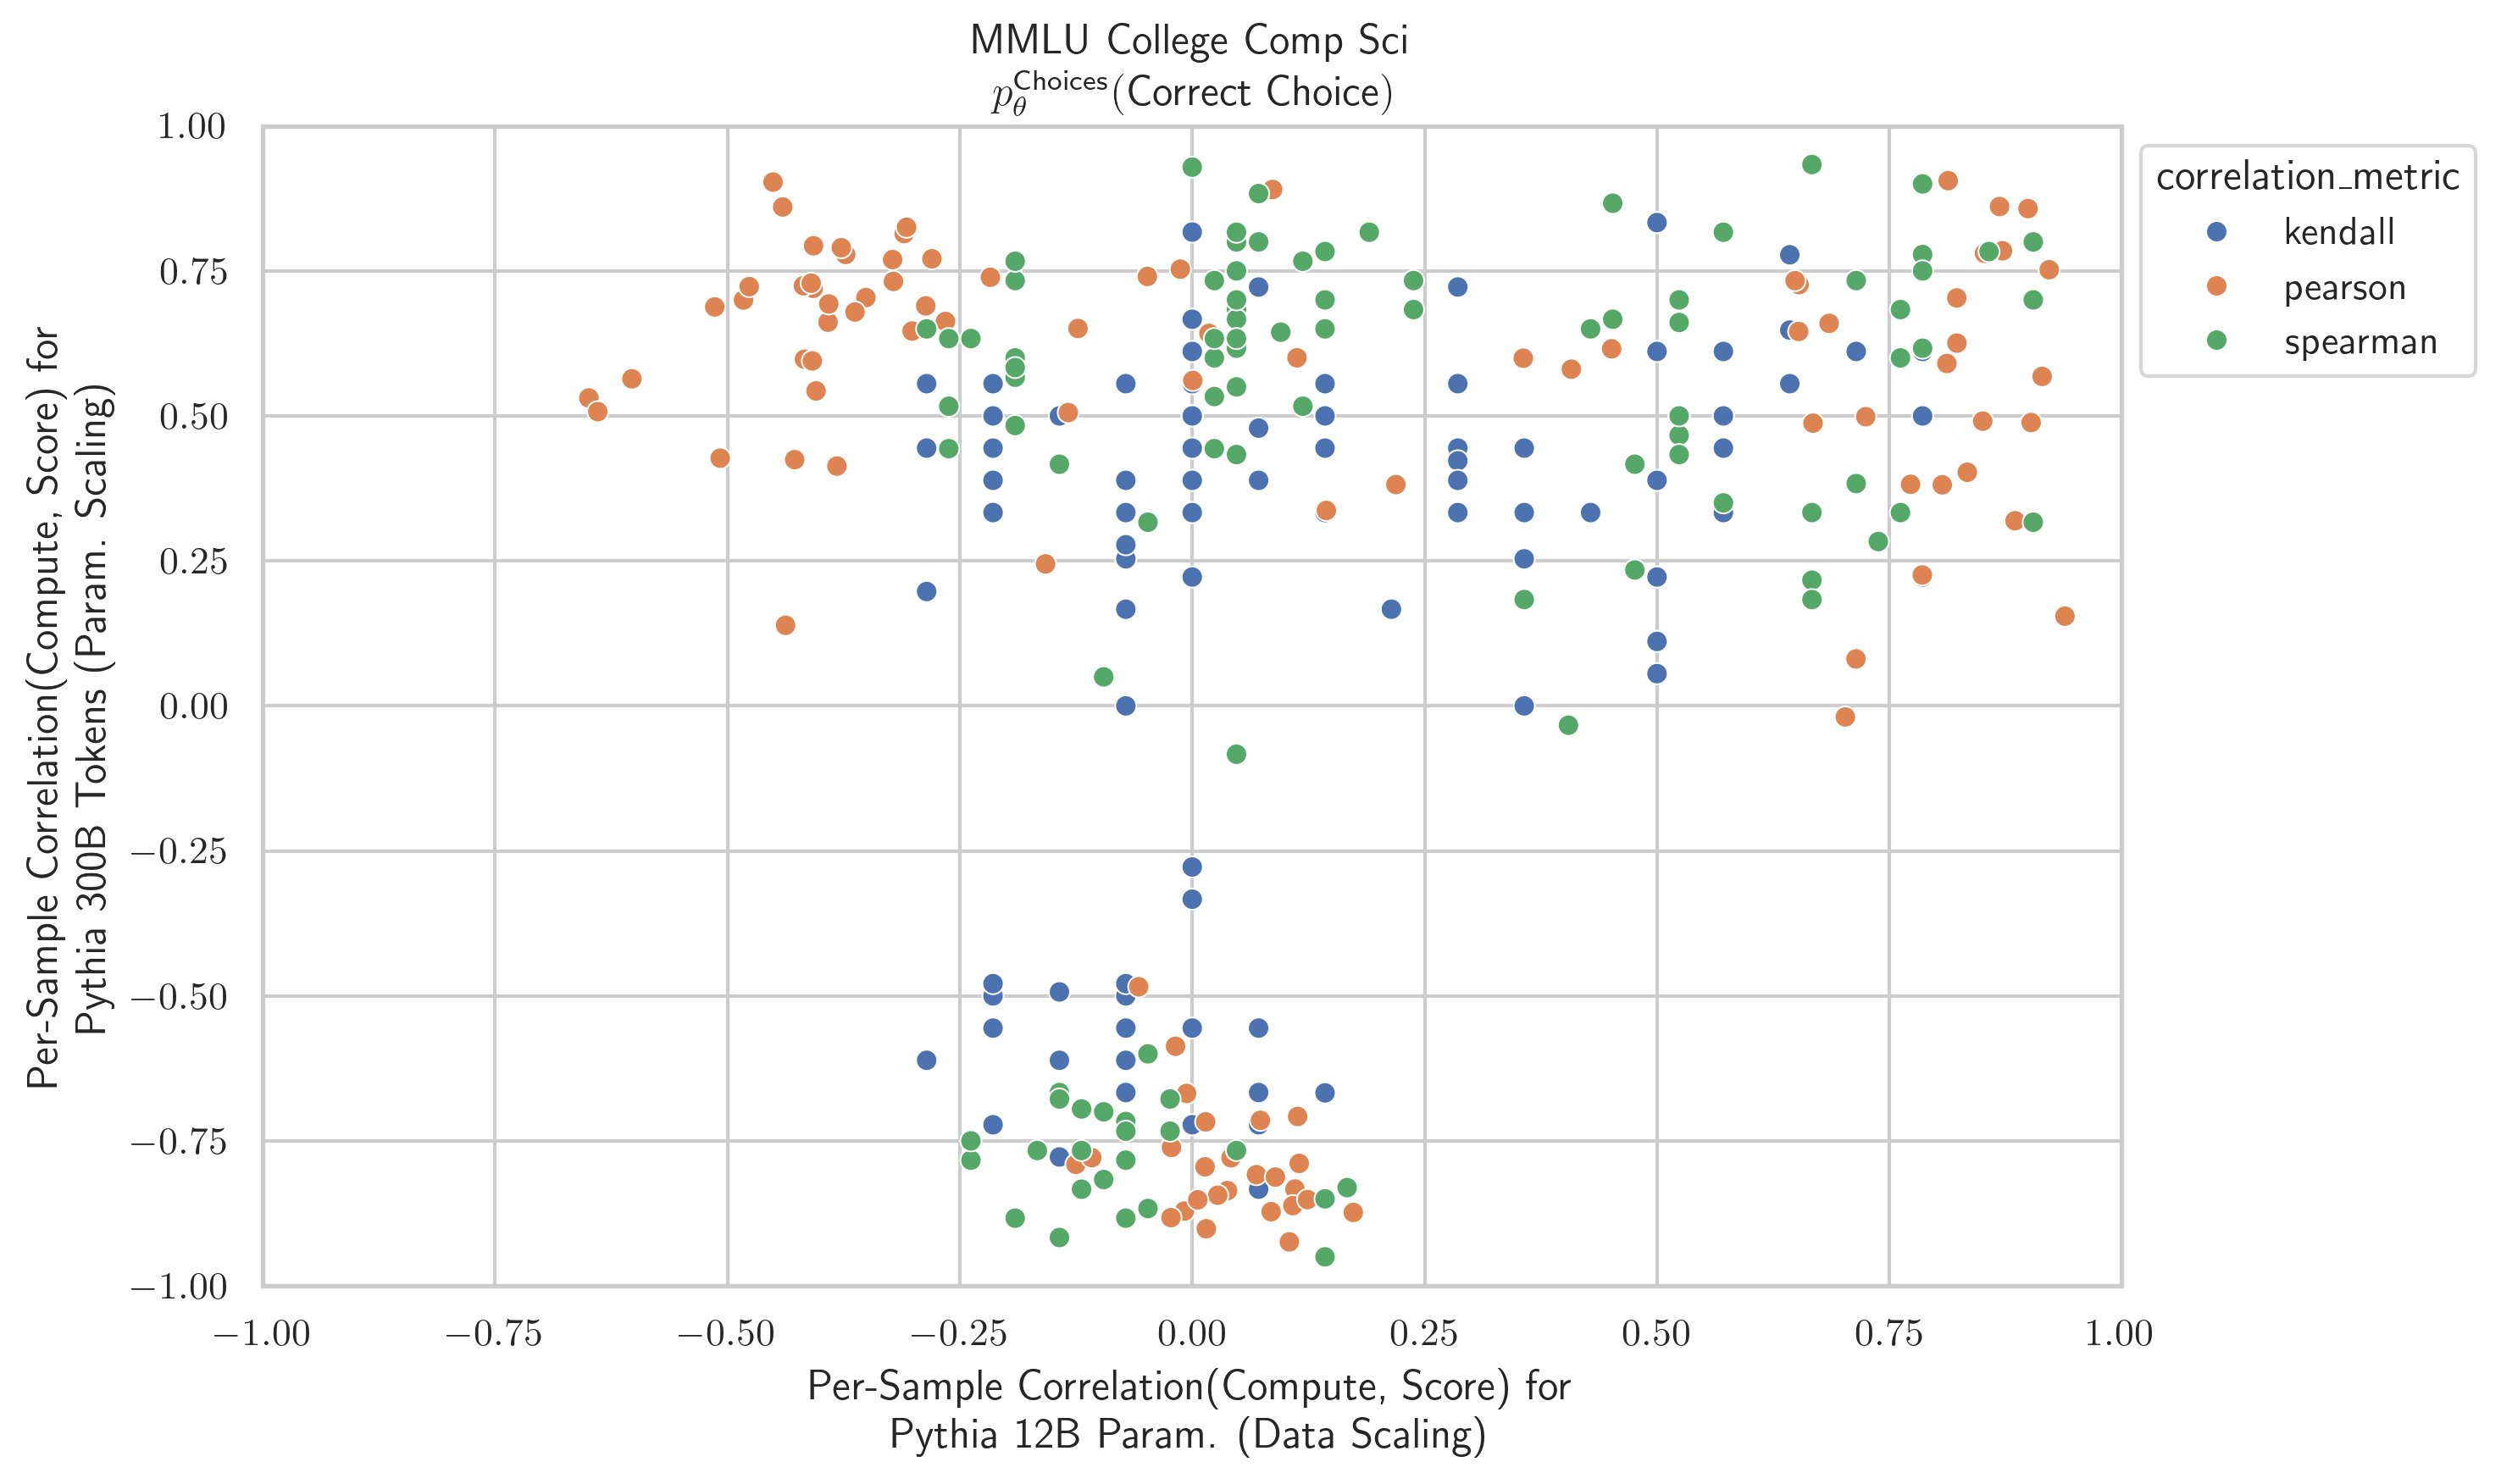 MMLU College Comp Sci
p_θ^Choices(Correct Choice)
1.00
0.75
0.50
0.25
0.00
−0.25
−0.50
−0.75
−1.00
Per-Sample Correlation(Compute, Score) for
Pythia 300B Tokens (Param. Scaling)
−1.00 −0.75 −0.50 −0.25 0.00 0.25 0.50 0.75 1.00
Per-Sample Correlation(Compute, Score) for
Pythia 12B Param. (Data Scaling)
correlation_metric
kendall
pearson
spearman